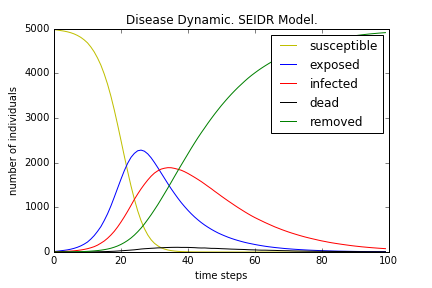 Disease Dynamic. SEIDR Model.
5000
4000
3000
2000
1000
0
number of individuals
susceptible
exposed
infected
dead
removed
0 20 40 60 80 100
time steps